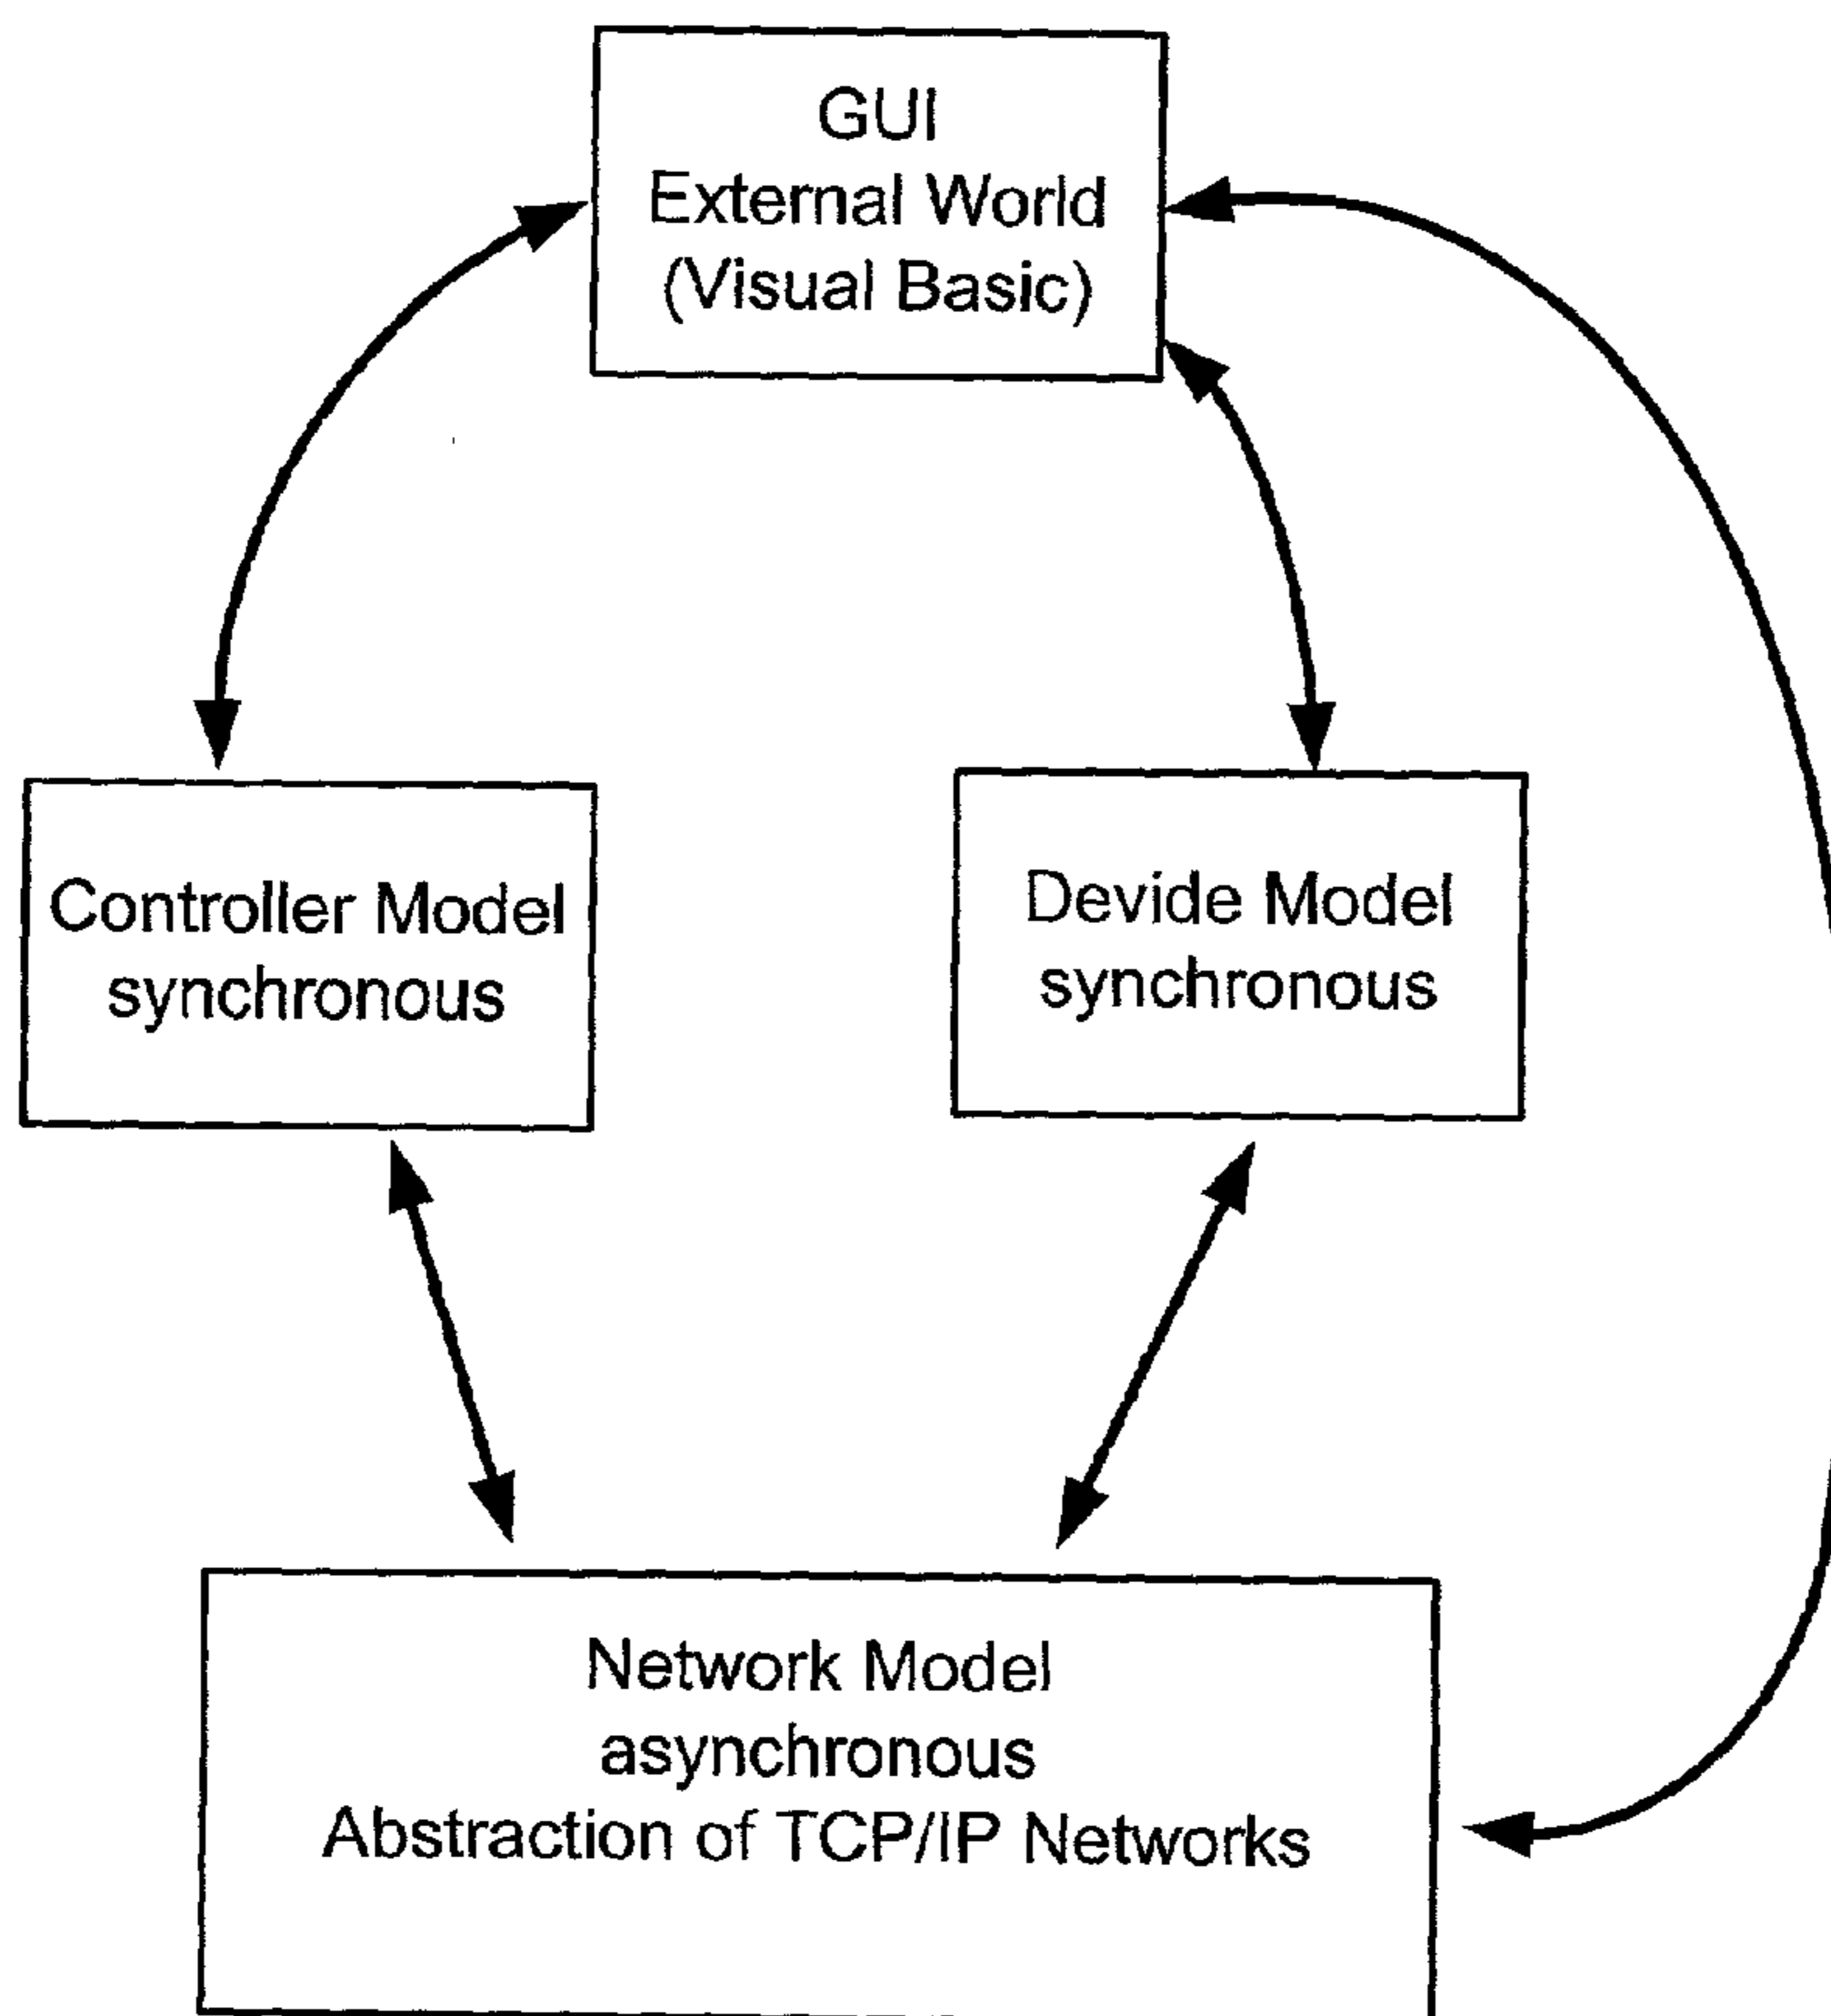 GUI
External World
(Visual Basic)
Controller Model
synchronous
Devide Model
synchronous
Network Model
asynchronous
Abstraction of TCP/IP Networks